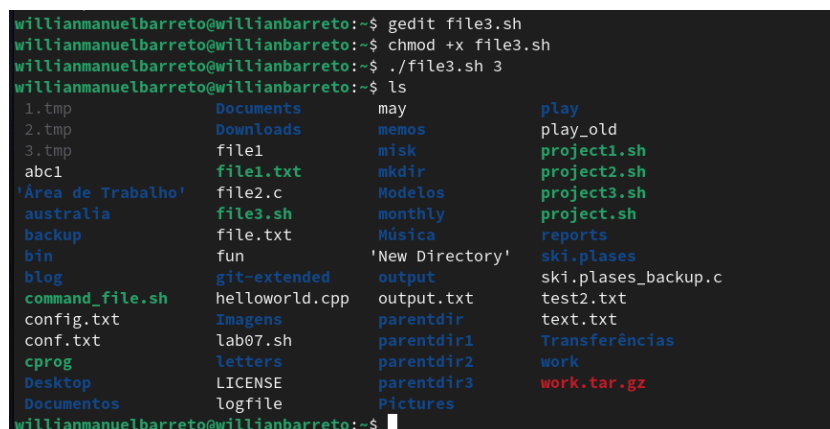 willianmanuelbarreto@willianbarreto:~$ gedit file3.sh
willianmanuelbarreto@willianbarreto:~$ chmod +x file3.sh
willianmanuelbarreto@willianbarreto:~$ ./file3.sh 3
willianmanuelbarreto@willianbarreto:~$ ls
1.tmp Documents may play
2.tmp Downloads memos play_old
3.tmp file1 misk project1.sh
abc1 file1.txt mkdir project2.sh
'Área de Trabalho' file2.c Modelos project3.sh
australia file3.sh monthly project.sh
backup file.txt Música reports
bin fun 'New Directory' ski.plases
blog git-extended output ski.plases_backup.c
command_file.sh helloworld.cpp output.txt test2.txt
config.txt Imagens parentdir text.txt
conf.txt lab07.sh parentdir1 Transferências
cprog letters parentdir2 work
Desktop LICENSE parentdir3 work.tar.gz
Documentos logfile Pictures
willianmanuelbarreto@willianbarreto:~$